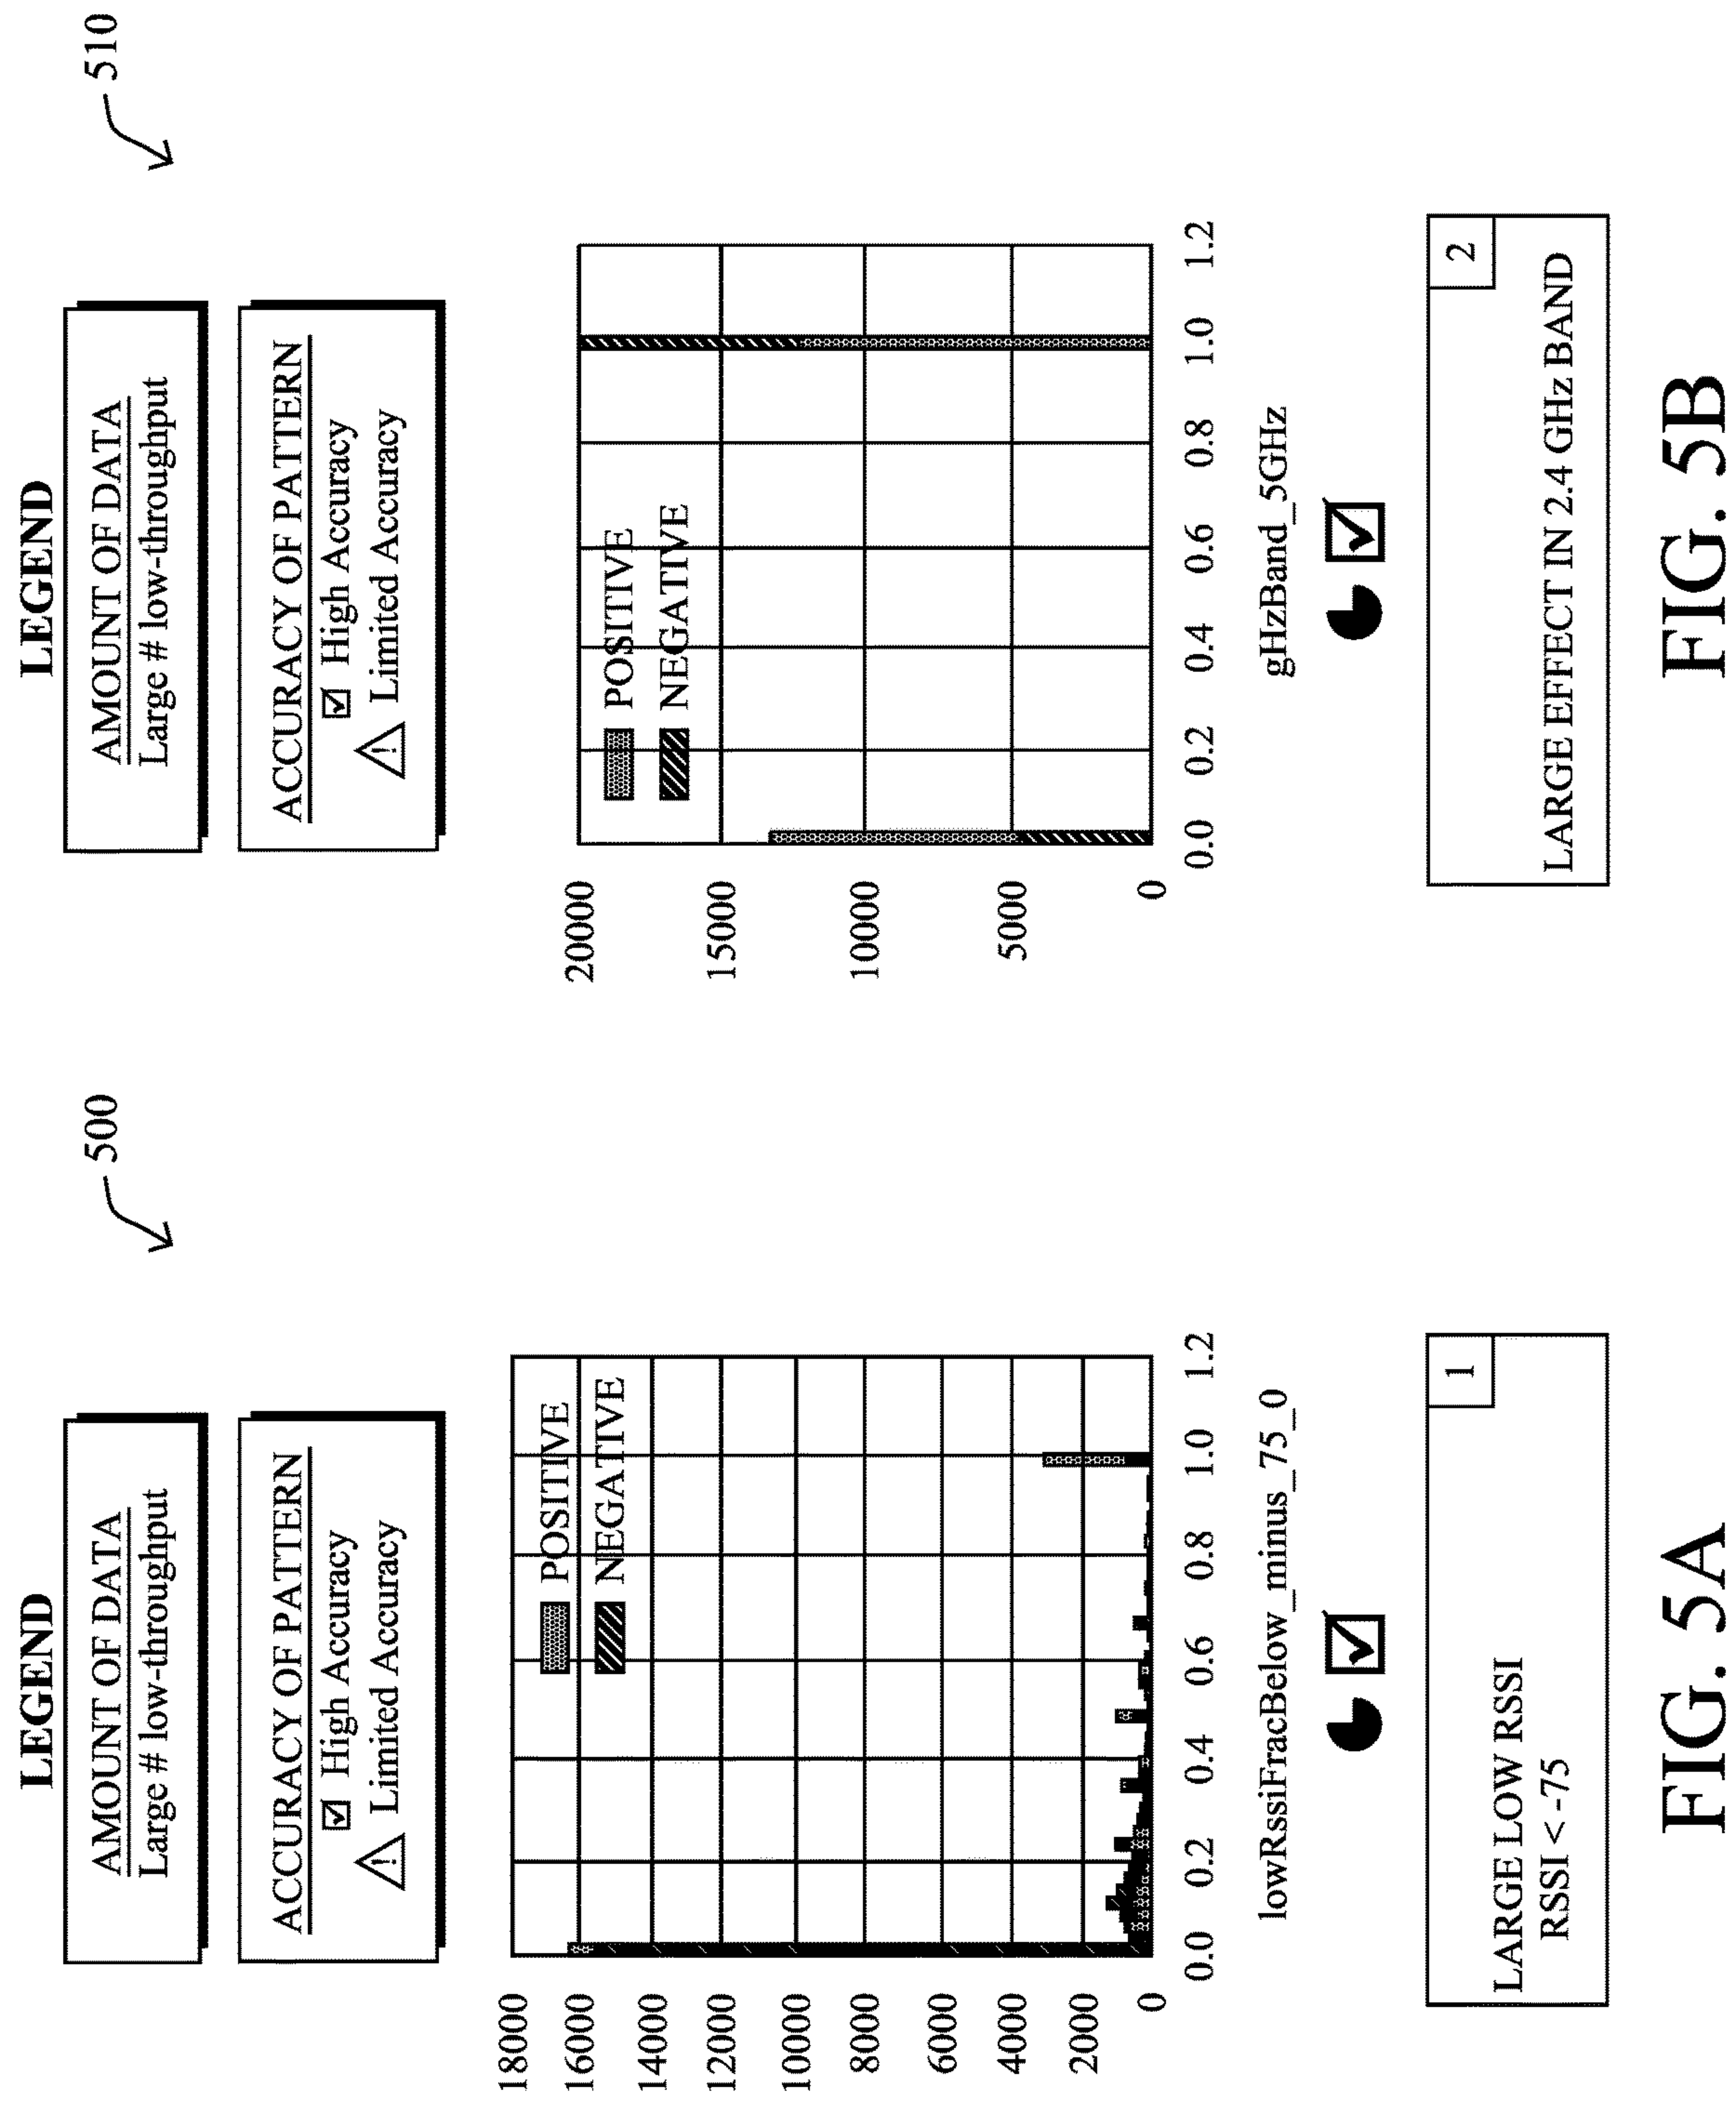 500
LEGEND
AMOUNT OF DATA
Large # low-throughput
ACCURACY OF PATTERN
High Accuracy
Limited Accuracy
18000
16000
14000
12000
10000
8000
6000
4000
2000
0
POSITIVE
NEGATIVE
0.0 0.2 0.4 0.6 0.8 1.0 1.2
lowRssiFracBelow_minus_75_0
1
LARGE LOW RSSI
RSSI < -75
FIG. 5A
510
LEGEND
AMOUNT OF DATA
Large # low-throughput
ACCURACY OF PATTERN
High Accuracy
Limited Accuracy
20000
15000
10000
5000
0
POSITIVE
NEGATIVE
0.0 0.2 0.4 0.6 0.8 1.0 1.2
gHzBand_5GHz
2
LARGE EFFECT IN 2.4 GHz BAND
FIG. 5B